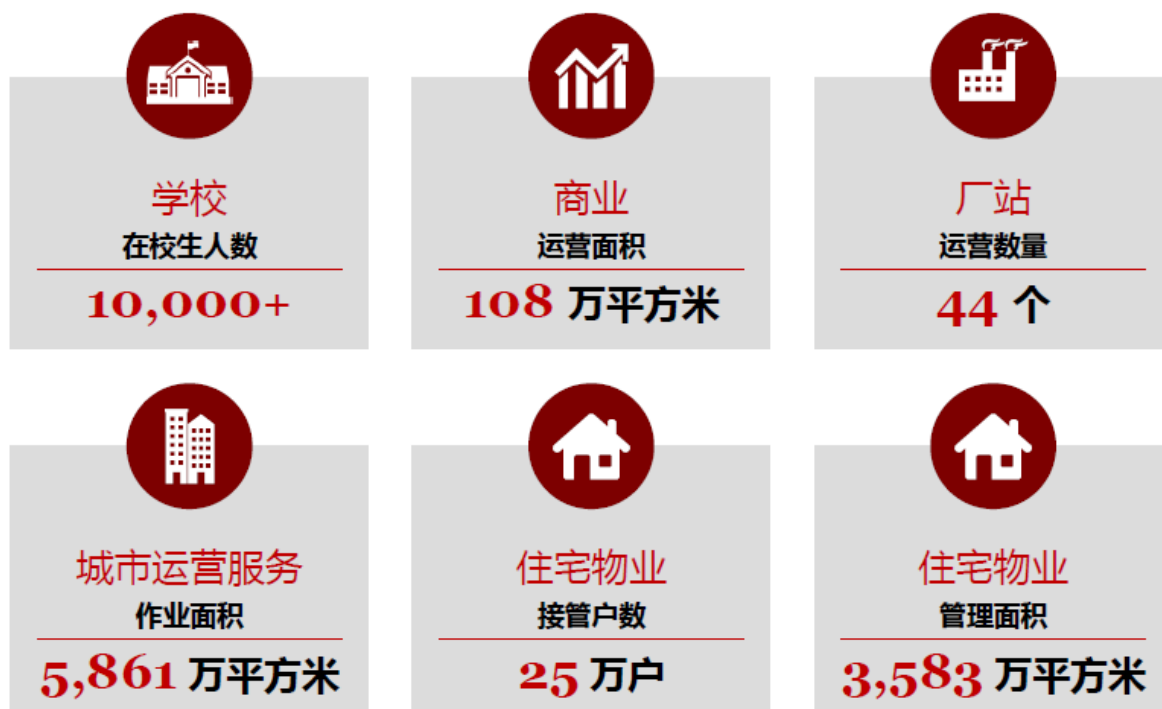 学校
在校生人数
10,000+
商业
运营面积
108 万平方米
厂站
运营数量
44 个
城市运营服务
作业面积
5,861 万平方米
住宅物业
接管户数
25 万户
住宅物业
管理面积
3,583 万平方米